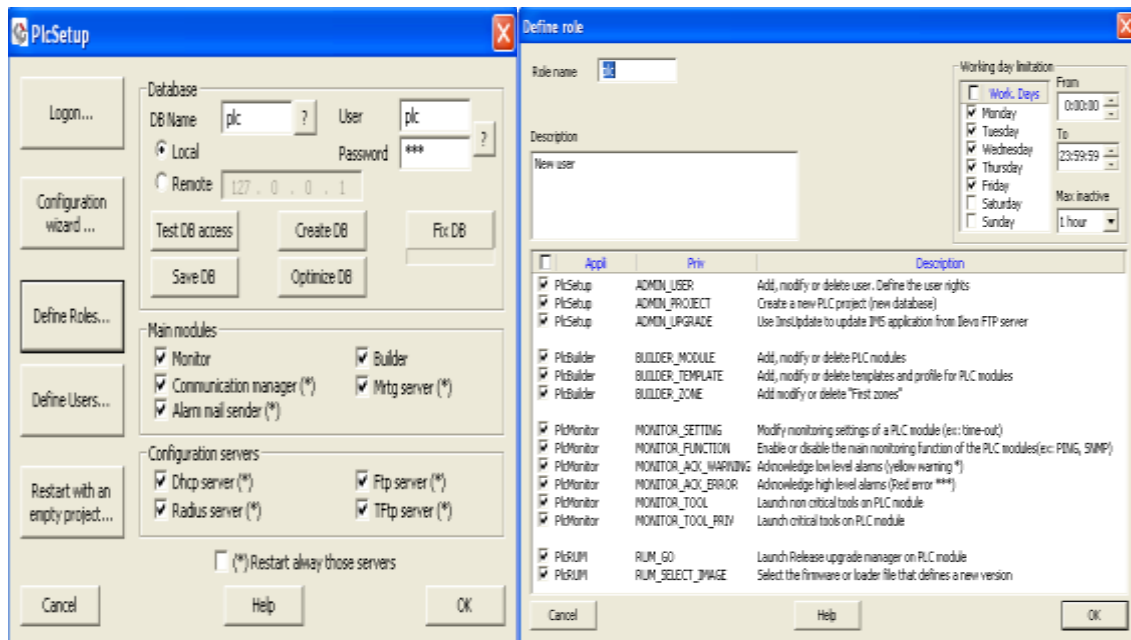 PlcSetup
Logon...
Configuration
wizard ...
Define Roles...
Define Users...
Restart with an
empty project...
Database
DB Name plc ? User plc
Local Password *** ?
Remote 127 . 0 . 0 . 1
Test DB access Create DB Fix DB
Save DB Optimize DB
Main modules
Monitor Builder
Communication manager (*) Mrtg server (*)
Alarm mail sender (*)
Configuration servers
Dhcp server (*) Ftp server (*)
Radius server (*) TFtp server (*)
(*) Restart alway those servers
Cancel Help OK
Define role
Role name plc
Description
New user
Working day limitation
Work. Days
Monday
Tuesday
Wednesday
Thursday
Friday
Saturday
Sunday
From
0:00:00
To
23:59:59
Max inactive
1 hour
Appli Priv Description
PlcSetup ADMIN_USER Add, modify or delete user. Define the user rights
PlcSetup ADMIN_PROJECT Create a new PLC project (new database)
PlcSetup ADMIN_UPGRADE Use ImsUpdate to update IMS application from Ilevo FTP server
PlcBuilder BUILDER_MODULE Add, modify or delete PLC modules
PlcBuilder BUILDER_TEMPLATE Add, modify or delete templates and profile for PLC modules
PlcBuilder BUILDER_ZONE Add modify or delete "First zones"
PlcMonitor MONITOR_SETTING Modify monitoring settings of a PLC module (ex: time-out)
PlcMonitor MONITOR_FUNCTION Enable or disable the main monitoring function of the PLC modules(ex: PING, SNMP)
PlcMonitor MONITOR_ACK_WARNING Acknowledge low level alarms (yellow warning *)
PlcMonitor MONITOR_ACK_ERROR Acknowledge high level alarms (Red error ***)
PlcMonitor MONITOR_TOOL Launch non critical tools on PLC module
PlcMonitor MONITOR_TOOL_PRIV Launch critical tools on PLC module
PlcRUM RUM_GO Launch Release upgrade manager on PLC module
PlcRUM RUM_SELECT_IMAGE Select the firmware or loader file that defines a new version
Cancel Help OK